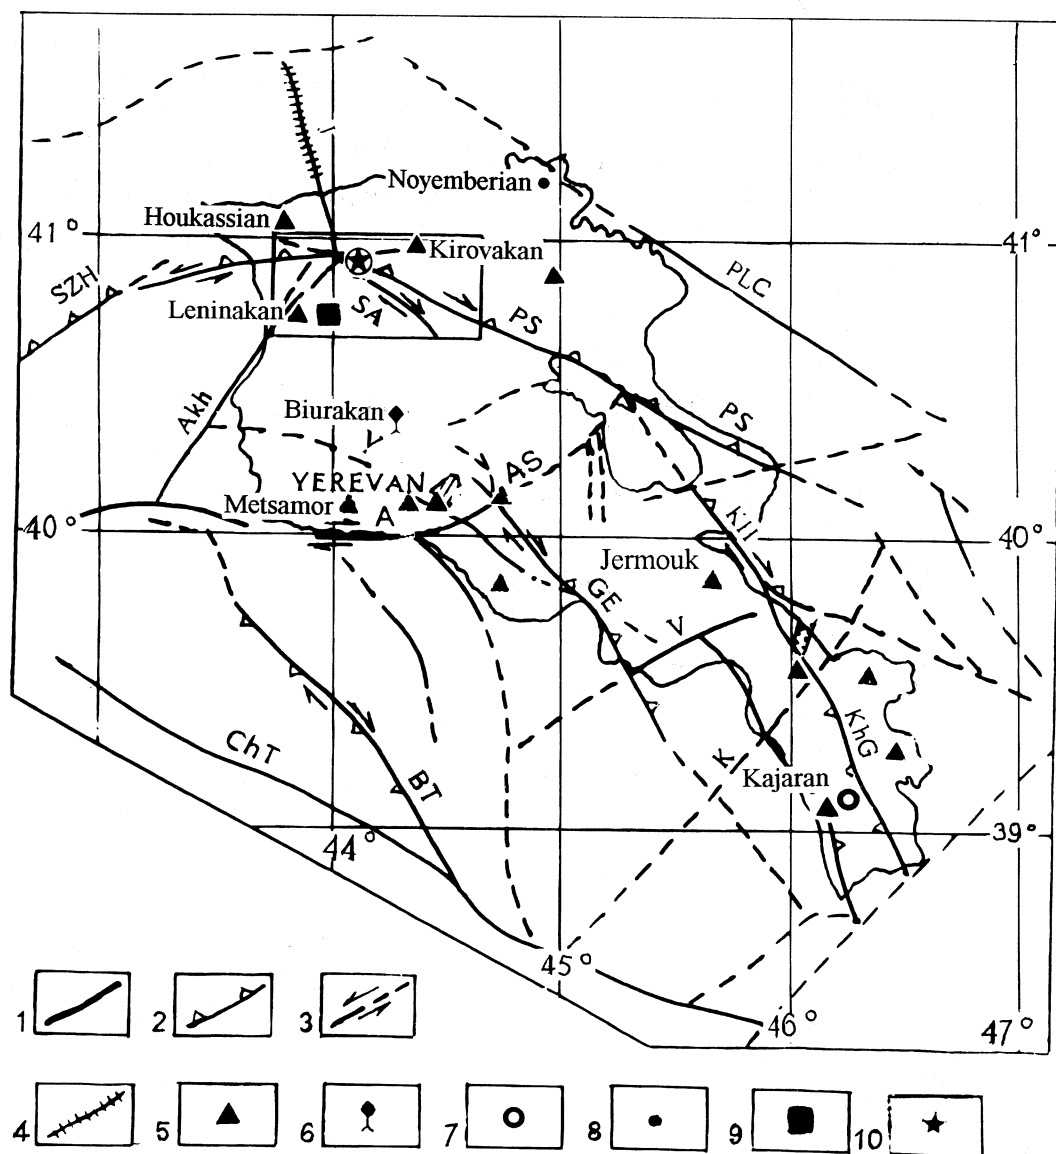 Noyemberian
Houkassian
41°
41°
Kirovakan
SZH
PLC
Leninakan
SA
PS
Akh
Biurakan
PS
V
YEREVAN
AS
Metsamor
A
40°
40°
Jermouk
GE
V
KhG
ChT
K
Kajaran
BT
44°
39°
45°
46°
47°
1
2
3
4
5
6
7
8
9
10